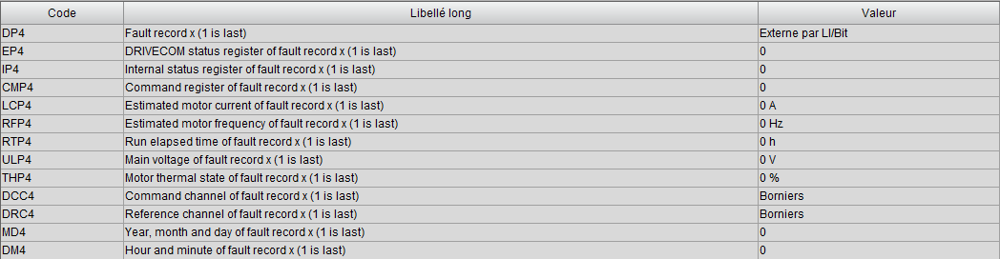 Code Libellé long Valeur
DP4 Fault record x (1 is last) Externe par LI/Bit
EP4 DRIVECOM status register of fault record x (1 is last) 0
IP4 Internal status register of fault record x (1 is last) 0
CMP4 Command register of fault record x (1 is last) 0
LCP4 Estimated motor current of fault record x (1 is last) 0 A
RFP4 Estimated motor frequency of fault record x (1 is last) 0 Hz
RTP4 Run elapsed time of fault record x (1 is last) 0 h
ULP4 Main voltage of fault record x (1 is last) 0 V
THP4 Motor thermal state of fault record x (1 is last) 0 %
DCC4 Command channel of fault record x (1 is last) Borniers
DRC4 Reference channel of fault record x (1 is last) Borniers
MD4 Year, month and day of fault record x (1 is last) 0
DM4 Hour and minute of fault record x (1 is last) 0